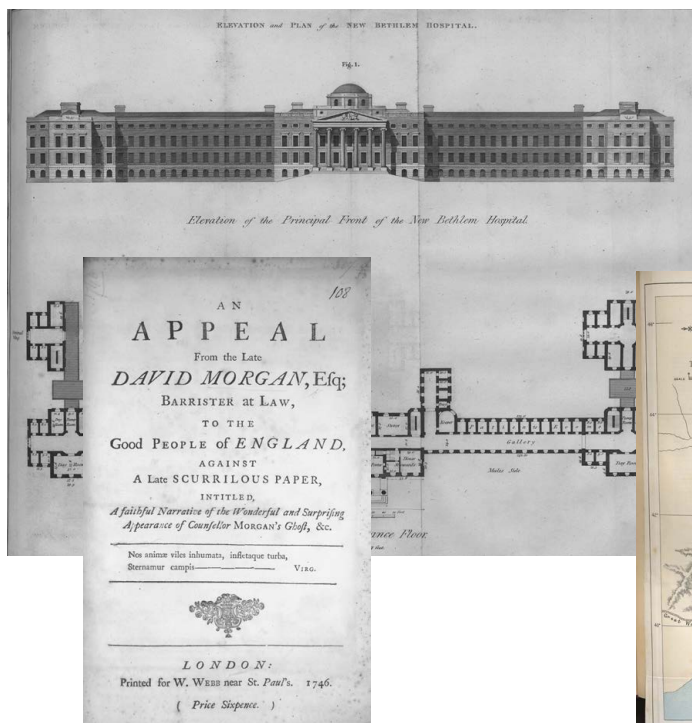 ELEVATION and PLAN of the NEW BETHLEM HOSPITAL.
Fig. 1.
Elevation of the Principal Front of the New Bethlem Hospital.
108
AN
APPEAL
From the Late
DAVID MORGAN, Eſq;
BARRISTER at LAW,
TO THE
Good PEOPLE of ENGLAND,
AGAINST
A Late SCURRILOUS PAPER,
INTITLED,
A faithful Narrative of the Wonderful and Surpriſing
Appearance of Counſellor MORGAN's Ghoſt, &c.
Nos animæ viles inhumata, infletaque turba,
Sternamur campis— VIRG.
LONDON:
Printed for W. WEBB near St. Paul's. 1746.
( Price Sixpence. )
Gallery
Males Side
ance Floor.